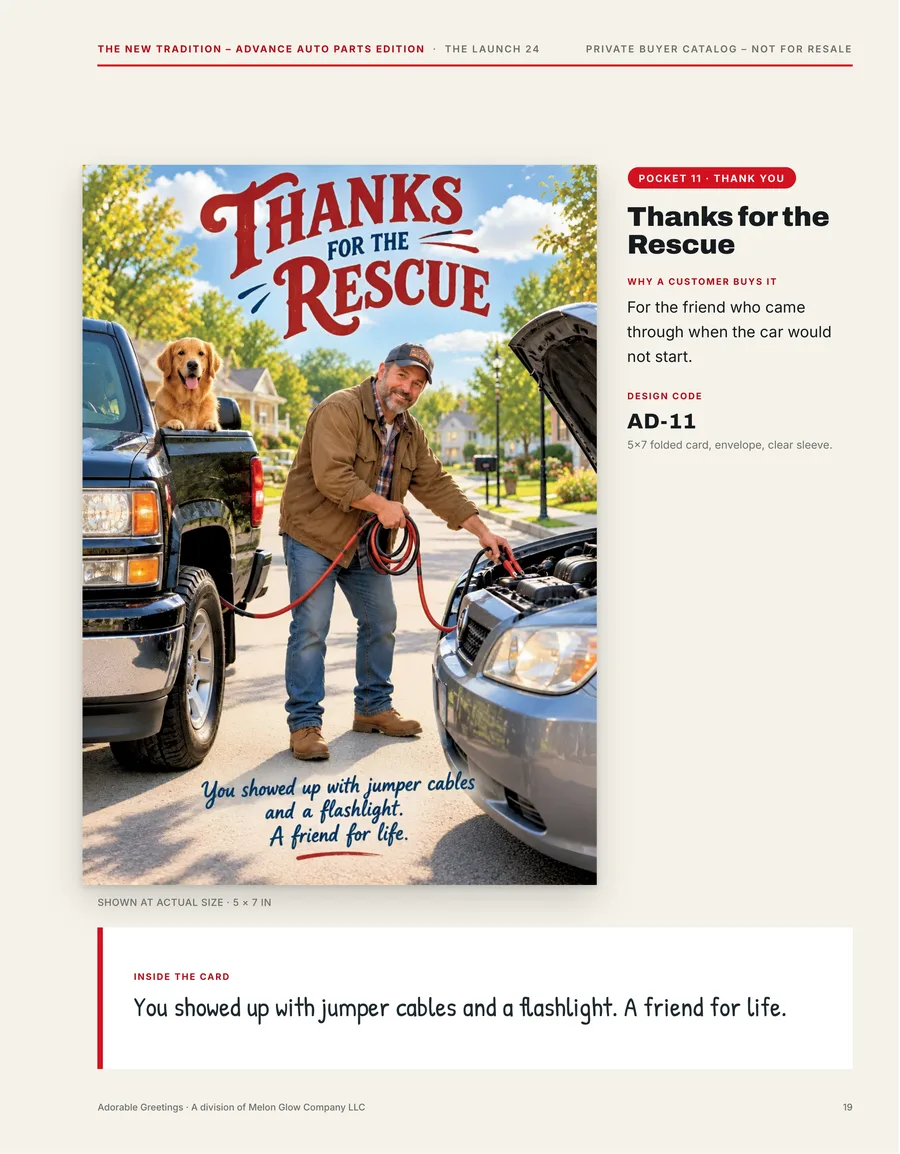 THE NEW TRADITION – ADVANCE AUTO PARTS EDITION · THE LAUNCH 24
PRIVATE BUYER CATALOG – NOT FOR RESALE
THANKS
FOR THE
RESCUE
You showed up with jumper cables
and a flashlight.
A friend for life.
SHOWN AT ACTUAL SIZE · 5 × 7 IN
POCKET 11 · THANK YOU
Thanks for the
Rescue
WHY A CUSTOMER BUYS IT
For the friend who came
through when the car would
not start.
DESIGN CODE
AD-11
5×7 folded card, envelope, clear sleeve.
INSIDE THE CARD
You showed up with jumper cables and a flashlight. A friend for life.
Adorable Greetings · A division of Melon Glow Company LLC
19